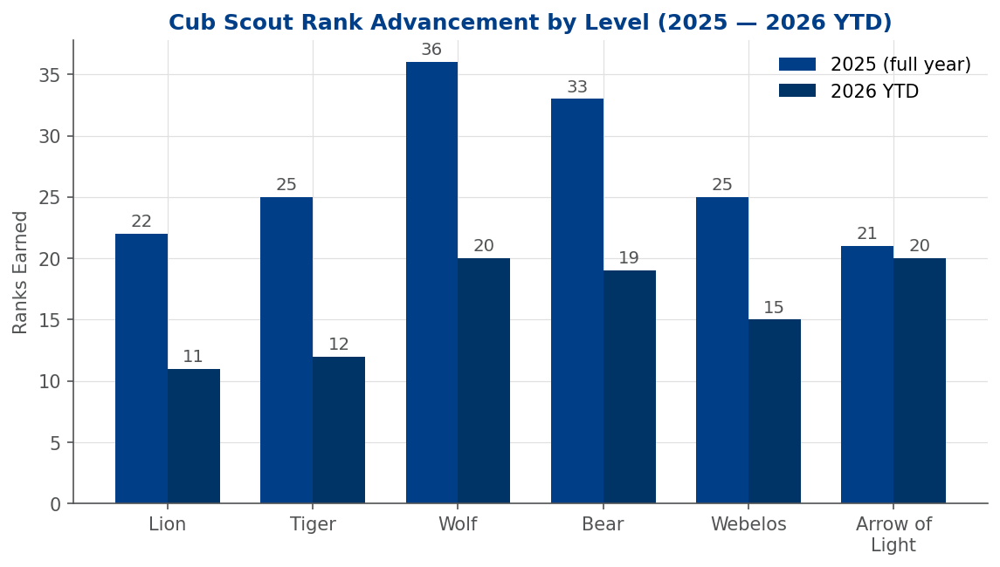 Cub Scout Rank Advancement by Level (2025 — 2026 YTD)
2025 (full year)
2026 YTD
Ranks Earned
35
30
25
20
15
10
5
0
22
11
25
12
36
20
33
19
25
15
21
20
Lion
Tiger
Wolf
Bear
Webelos
Arrow of
Light